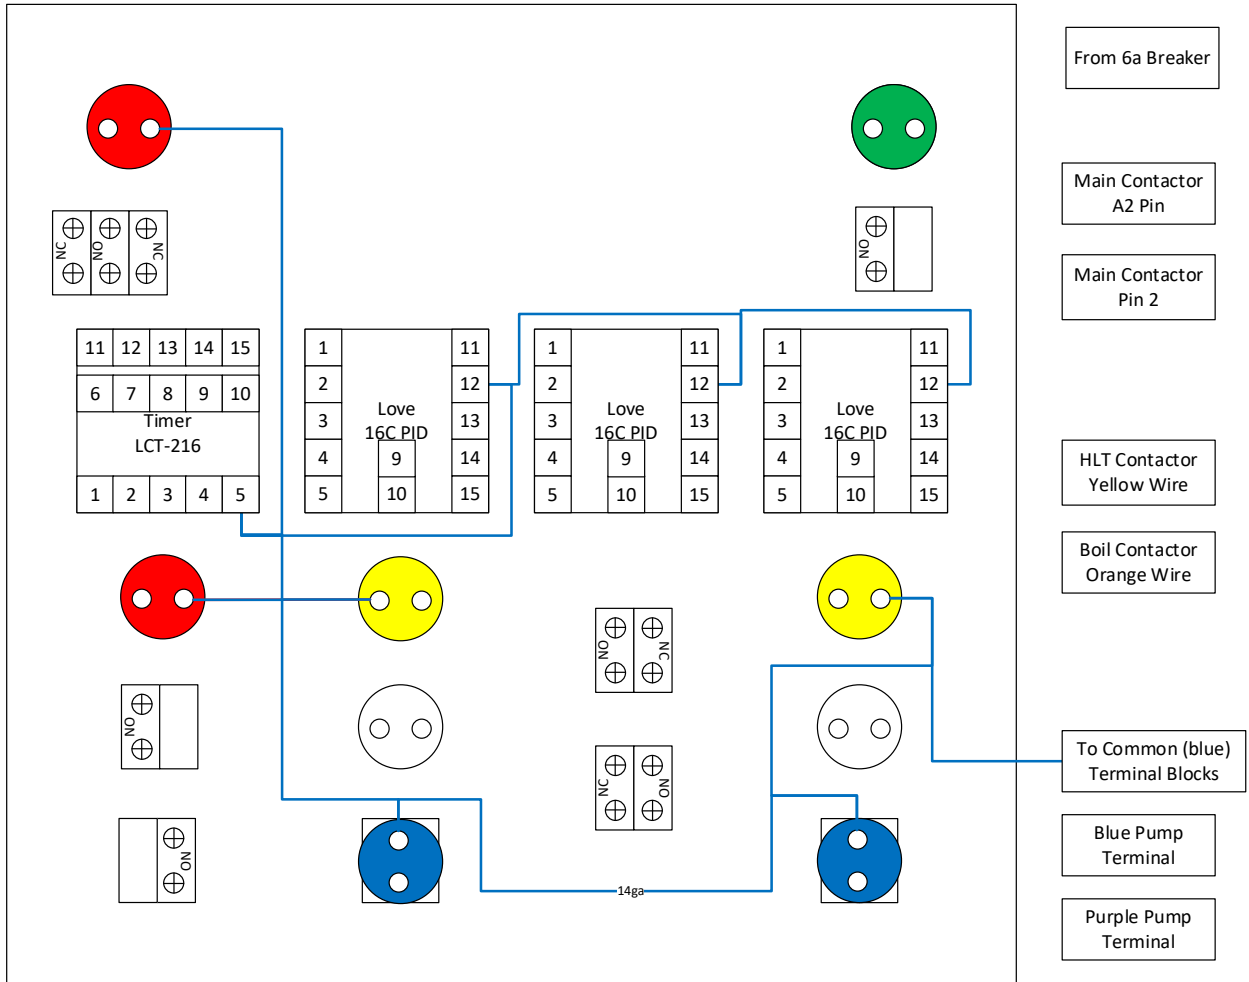 From 6a Breaker
Main Contactor
A2 Pin
NC
NO
NC
NO
Main Contactor
Pin 2
11 12 13 14 15
6 7 8 9 10
Timer
LCT-216
1 2 3 4 5
1 11
2 12
3 13
Love
16C PID
4 9 14
5 10 15
1 11
2 12
3 13
Love
16C PID
4 9 14
5 10 15
1 11
2 12
3 13
Love
16C PID
4 9 14
5 10 15
HLT Contactor
Yellow Wire
Boil Contactor
Orange Wire
NO
NC
NO
To Common (blue)
Terminal Blocks
NC
NO
NO
Blue Pump
Terminal
14ga
Purple Pump
Terminal